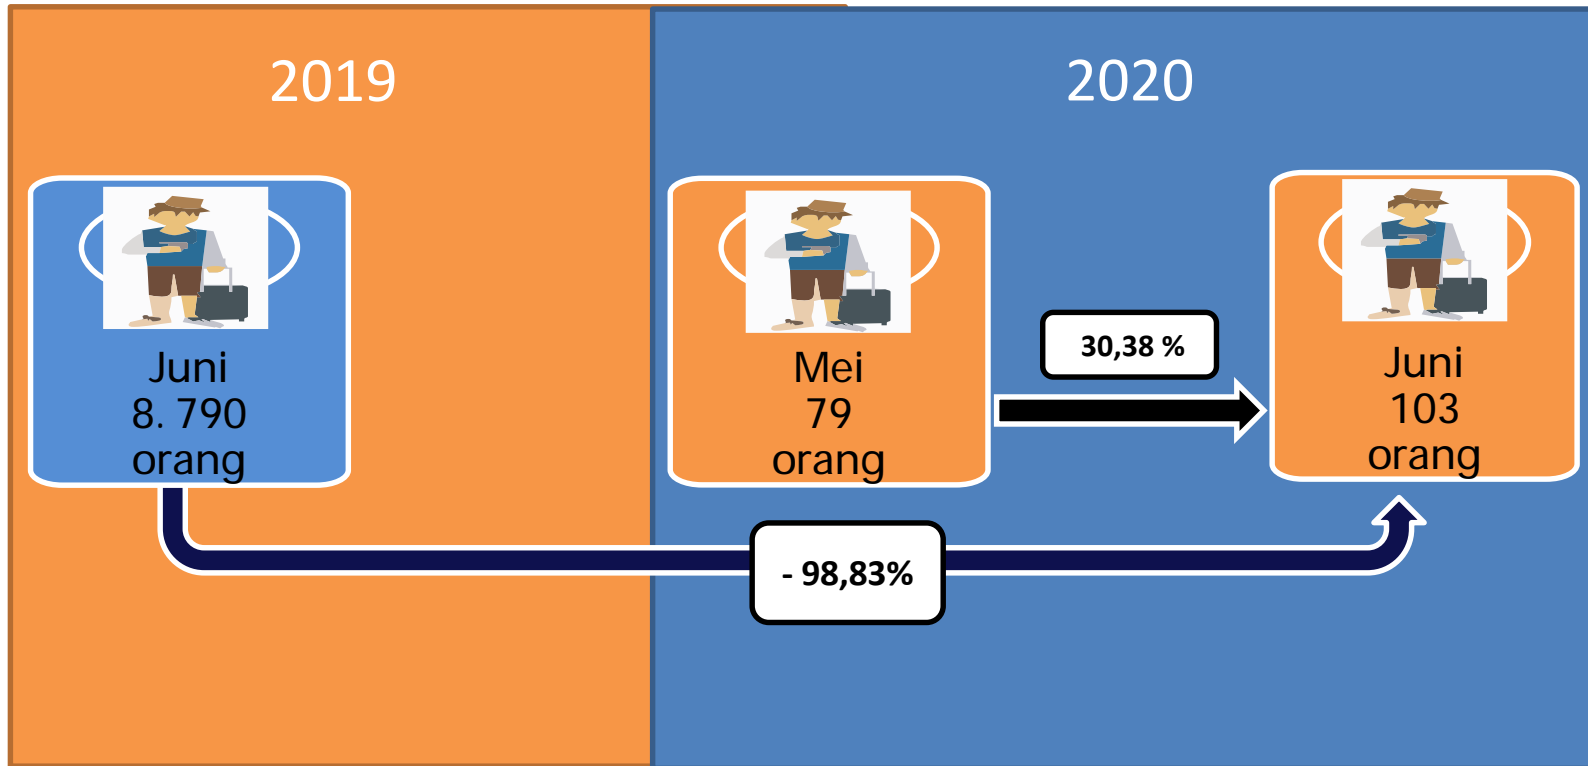 2019
2020
Juni
8. 790
orang
Mei
79
orang
30,38 %
Juni
103
orang
- 98,83%